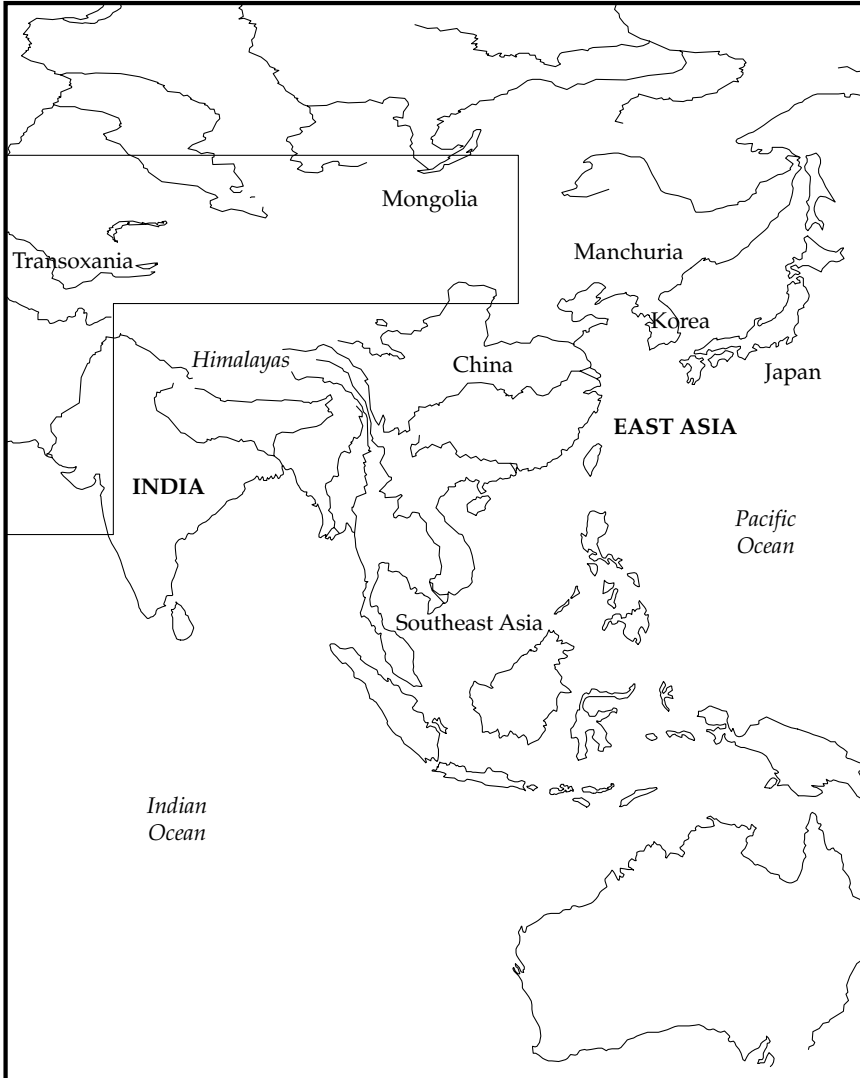 Mongolia
Manchuria
Transoxania
Korea
Himalayas
China
Japan
EAST ASIA
INDIA
Pacific
Ocean
Southeast Asia
Indian
Ocean